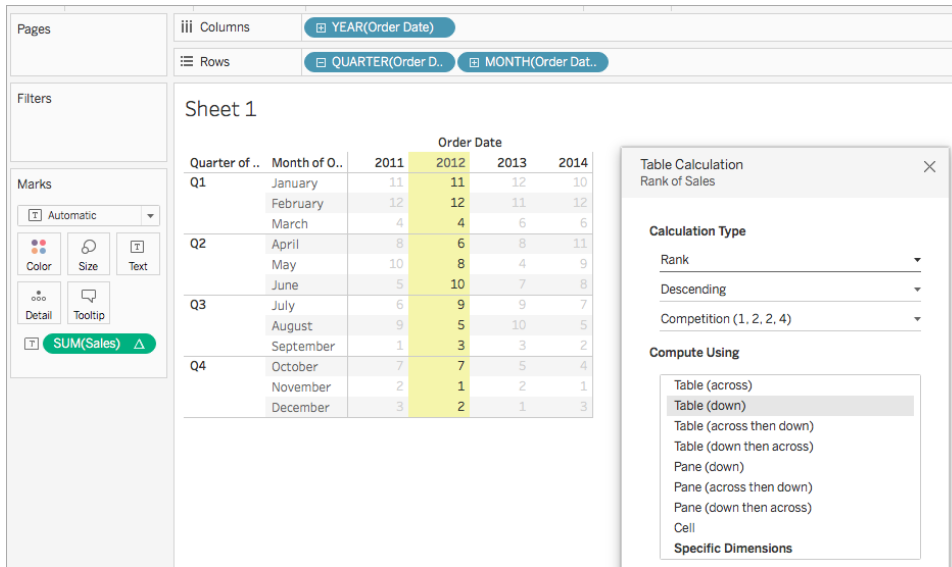 Pages
Columns
YEAR(Order Date)
Rows
QUARTER(Order D..
MONTH(Order Dat..
Filters
Marks
Automatic
Color
Size
Text
Detail
Tooltip
SUM(Sales)
Sheet 1
Order Date
Quarter of .. Month of O.. 2011 2012 2013 2014
Q1 January 11 11 12 10
February 12 12 11 12
March 4 4 6 6
Q2 April 8 6 8 11
May 10 8 4 9
June 5 10 7 8
Q3 July 6 9 9 7
August 9 5 10 5
September 1 3 3 2
Q4 October 7 7 5 4
November 2 1 2 1
December 3 2 1 3
Table Calculation
Rank of Sales
Calculation Type
Rank
Descending
Competition (1, 2, 2, 4)
Compute Using
Table (across)
Table (down)
Table (across then down)
Table (down then across)
Pane (down)
Pane (across then down)
Pane (down then across)
Cell
Specific Dimensions